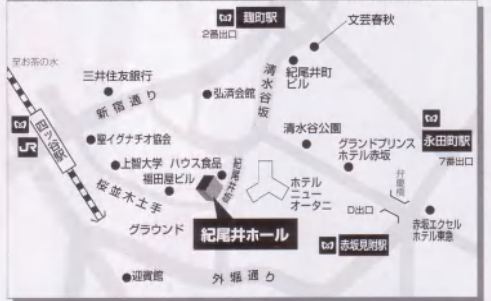 麹町駅
2番出口
文芸春秋
至お茶の水
三井住友銀行
紀尾井町
ビル
新宿通り
弘済会館
清水谷坂
四ツ谷駅
JR
聖イグナチオ協会
清水谷公園
永田町駅
7番出口
グランドプリンス
ホテル赤坂
上智大学
ハウス食品
福田屋ビル
紀尾井坂
ホテル
ニュー
オータニ
弁慶橋
桜並木土手
D出口
グラウンド
紀尾井ホール
赤坂見附駅
赤坂エクセル
ホテル東急
迎賓館
外堀通り